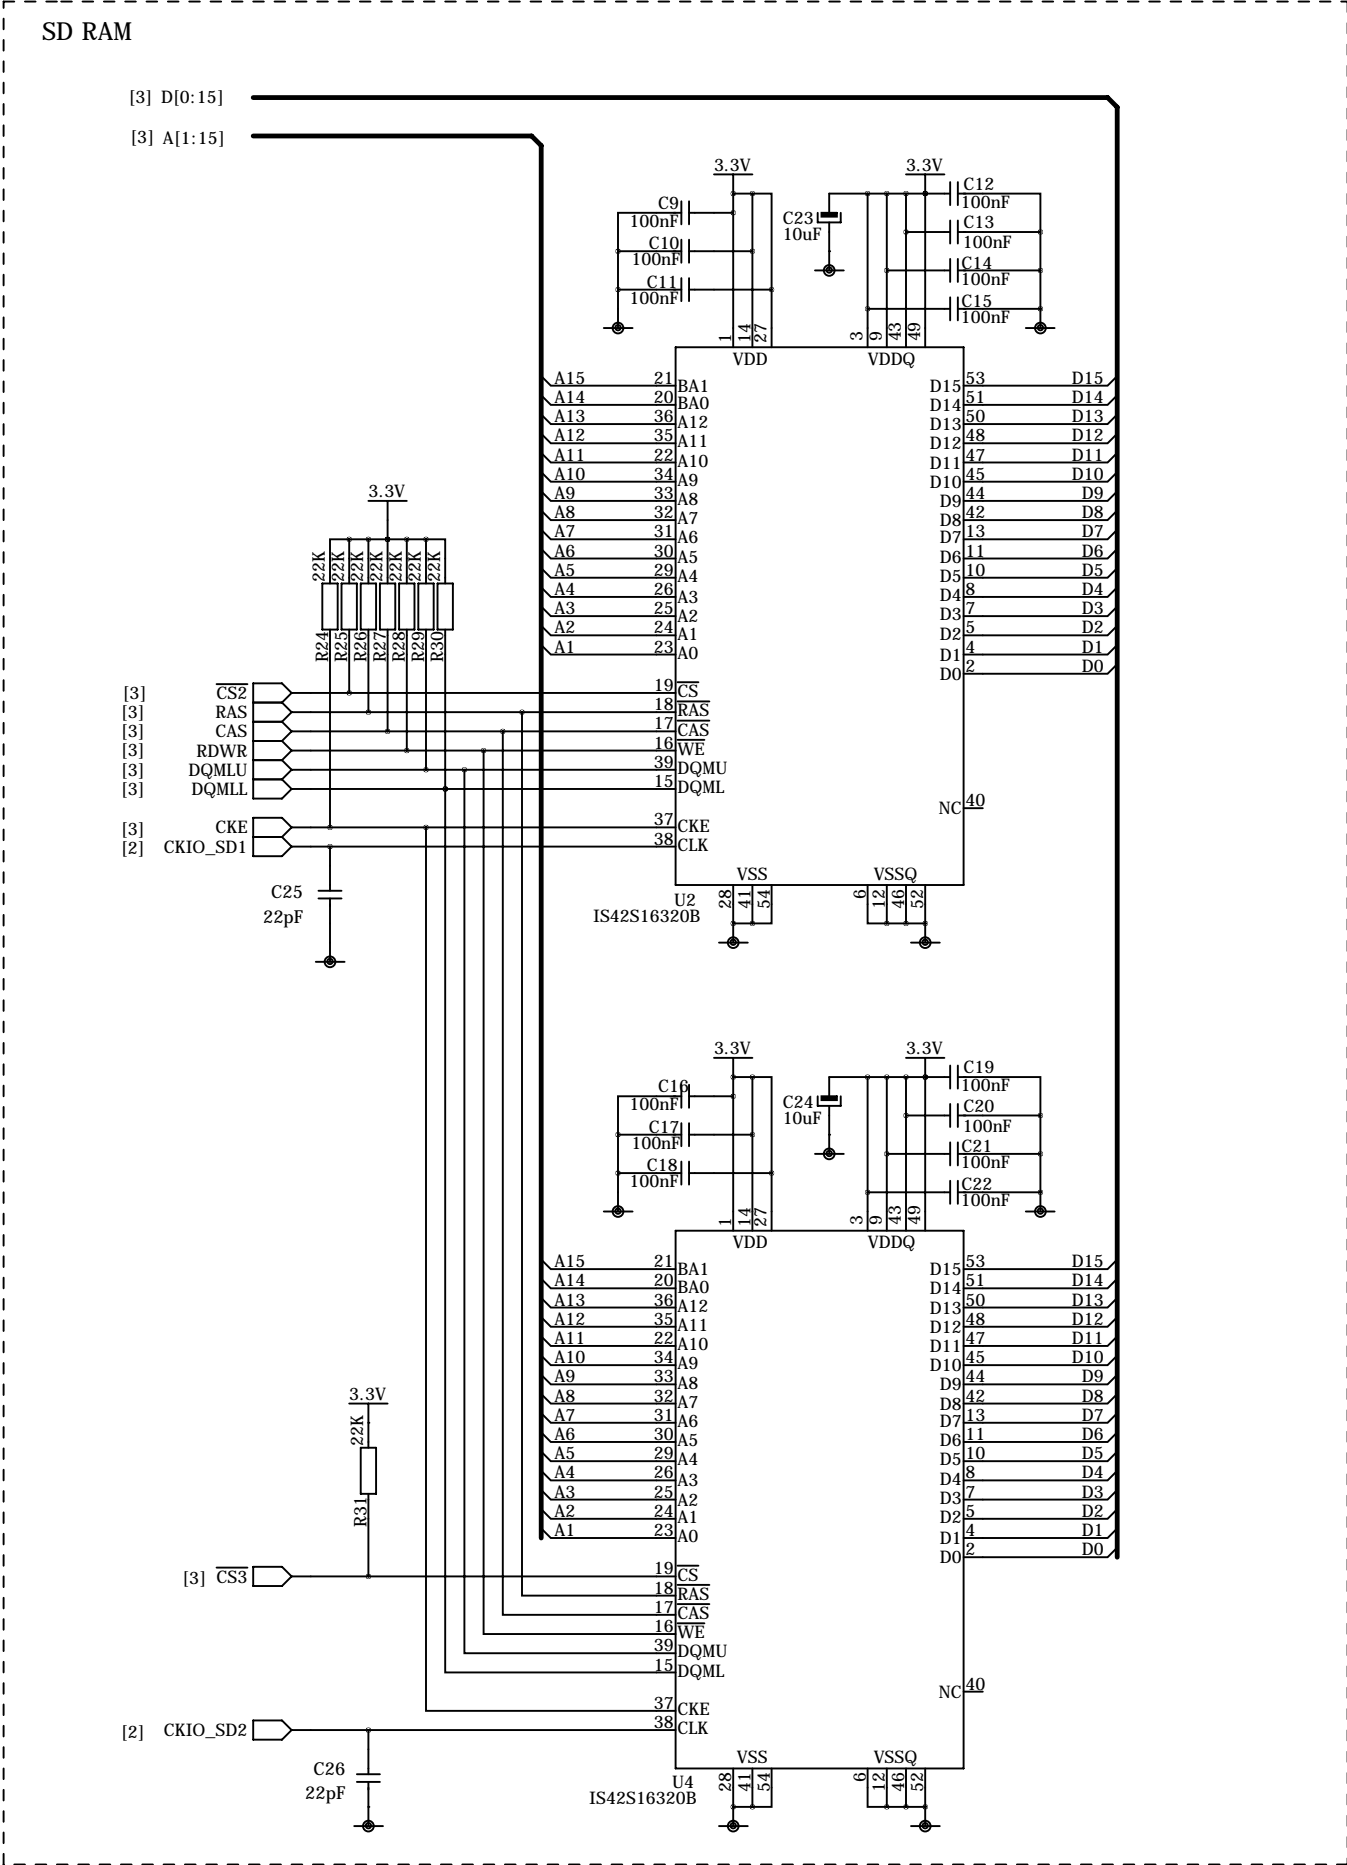 SD RAM
[3] D[0:15]
[3] A[1:15]
3.3V
3.3V
C9
100nF
C10
100nF
C11
100nF
C23
10uF
C12
100nF
C13
100nF
C14
100nF
C15
100nF
1 14 27
3 9 43 49
VDD
VDDQ
A15 21 BA1
A14 20 BA0
A13 36 A12
A12 35 A11
A11 22 A10
A10 34 A9
A9 33 A8
A8 32 A7
A7 31 A6
A6 30 A5
A5 29 A4
A4 26 A3
A3 25 A2
A2 24 A1
A1 23 A0
D15 53 D15
D14 51 D14
D13 50 D13
D12 48 D12
D11 47 D11
D10 45 D10
D9 44 D9
D8 42 D8
D7 13 D7
D6 11 D6
D5 10 D5
D4 8 D4
D3 7 D3
D2 5 D2
D1 4 D1
D0 2 D0
3.3V
22K 22K 22K 22K 22K 22K 22K
R24 R25 R26 R27 R28 R29 R30
[3] CS2 19 CS
[3] RAS 18 RAS
[3] CAS 17 CAS
[3] RDWR 16 WE
[3] DQMLU 39 DQMU
[3] DQMLL 15 DQML
NC 40
[3] CKE 37 CKE
[2] CKIO_SD1 38 CLK
C25
22pF
VSS
VSSQ
28 41 54
6 12 46 52
U2
IS42S16320B
3.3V
3.3V
C16
100nF
C17
100nF
C18
100nF
C24
10uF
C19
100nF
C20
100nF
C21
100nF
C22
100nF
1 14 27
3 9 43 49
VDD
VDDQ
A15 21 BA1
A14 20 BA0
A13 36 A12
A12 35 A11
A11 22 A10
A10 34 A9
A9 33 A8
A8 32 A7
A7 31 A6
A6 30 A5
A5 29 A4
A4 26 A3
A3 25 A2
A2 24 A1
A1 23 A0
D15 53 D15
D14 51 D14
D13 50 D13
D12 48 D12
D11 47 D11
D10 45 D10
D9 44 D9
D8 42 D8
D7 13 D7
D6 11 D6
D5 10 D5
D4 8 D4
D3 7 D3
D2 5 D2
D1 4 D1
D0 2 D0
3.3V
22K
R31
[3] CS3 19 CS
18 RAS
17 CAS
16 WE
39 DQMU
15 DQML
NC 40
37 CKE
[2] CKIO_SD2 38 CLK
C26
22pF
VSS
VSSQ
28 41 54
6 12 46 52
U4
IS42S16320B